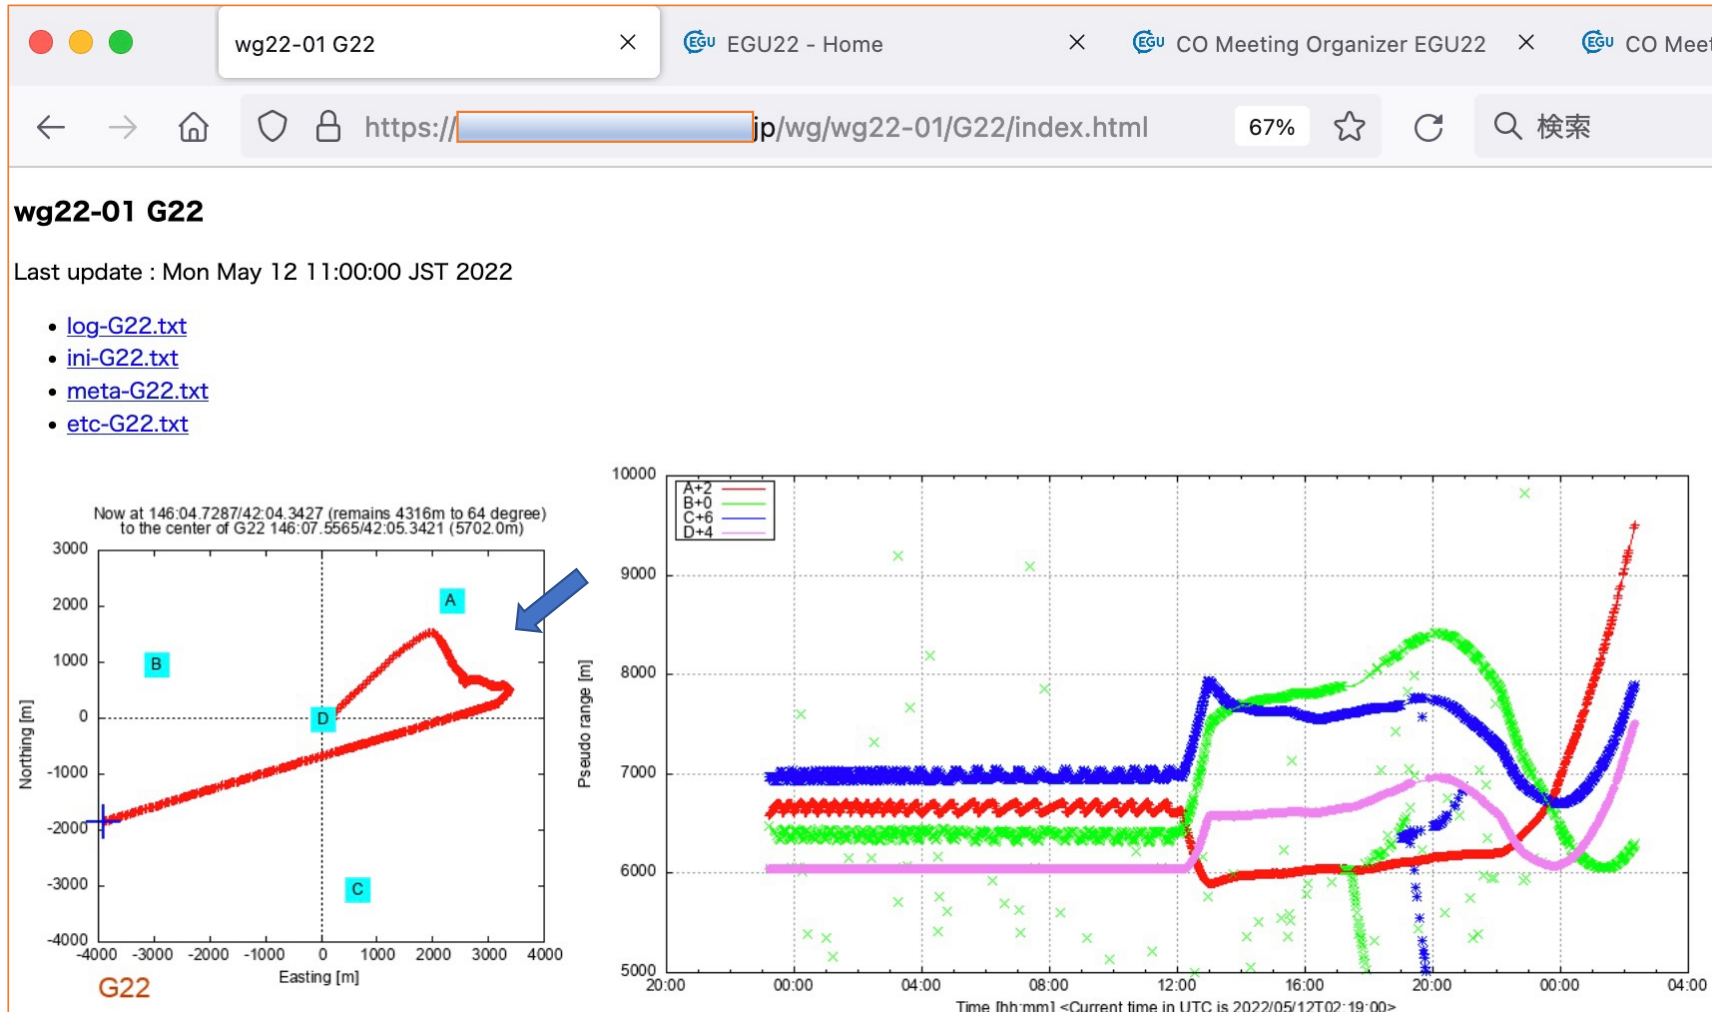 wg22-01 G22
EGU EGU22 - Home
EGU CO Meeting Organizer EGU22
EGU CO Meet
https:// jp/wg/wg22-01/G22/index.html
67%
検索
wg22-01 G22
Last update : Mon May 12 11:00:00 JST 2022
log-G22.txt
ini-G22.txt
meta-G22.txt
etc-G22.txt
Now at 146:04.7287/42:04.3427 (remains 4316m to 64 degree)
to the center of G22 146:07.5565/42:05.3421 (5702.0m)
3000
2000
1000
0
-1000
-2000
-3000
-4000
Northing [m]
A
B
D
C
-4000 -3000 -2000 -1000 0 1000 2000 3000 4000
Easting [m]
G22
10000
9000
8000
7000
6000
5000
Pseudo range [m]
A+2
B+0
C+6
D+4
20:00 00:00 04:00 08:00 12:00 16:00 20:00 00:00 04:00
Time [hh:mm] <Current time in UTC is 2022/05/12T02:19:00>